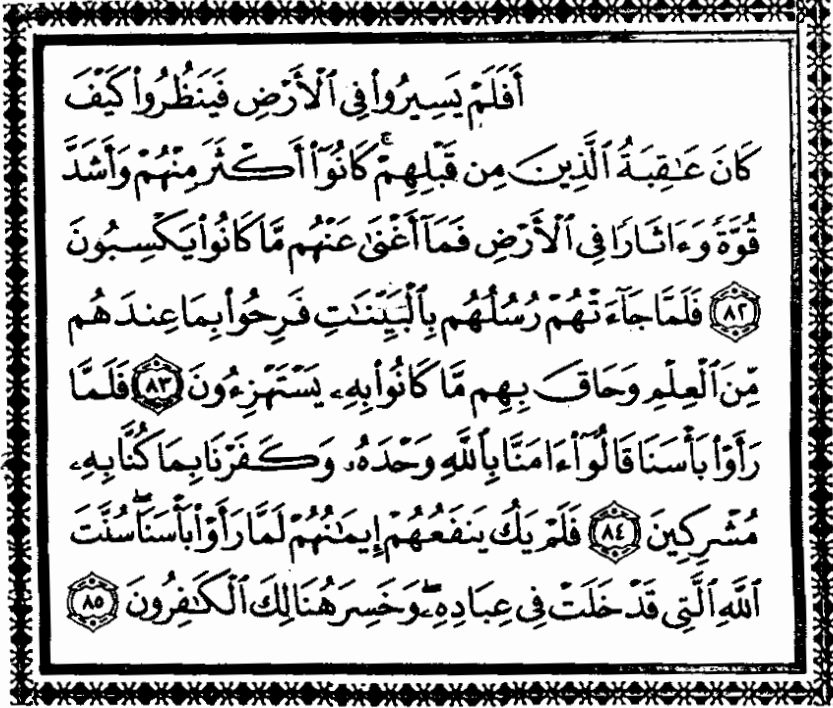 أَفَلَمْ يَسِيرُوا۟ فِى ٱلْأَرْضِ فَيَنظُرُوا۟ كَيْفَ
كَانَ عَـٰقِبَةُ ٱلَّذِينَ مِن قَبْلِهِمْ ۚ كَانُوٓا۟ أَكْثَرَ مِنْهُمْ وَأَشَدَّ
قُوَّةً وَءَاثَارًا فِى ٱلْأَرْضِ فَمَآ أَغْنَىٰ عَنْهُم مَّا كَانُوا۟ يَكْسِبُونَ
٨٢ فَلَمَّا جَآءَتْهُمْ رُسُلُهُم بِٱلْبَيِّنَـٰتِ فَرِحُوا۟ بِمَا عِندَهُم
مِّنَ ٱلْعِلْمِ وَحَاقَ بِهِم مَّا كَانُوا۟ بِهِۦ يَسْتَهْزِءُونَ ٨٣ فَلَمَّا
رَأَوْا۟ بَأْسَنَا قَالُوٓا۟ ءَامَنَّا بِٱللَّهِ وَحْدَهُۥ وَكَفَرْنَا بِمَا كُنَّا بِهِۦ
مُشْرِكِينَ ٨٤ فَلَمْ يَكُ يَنفَعُهُمْ إِيمَـٰنُهُمْ لَمَّا رَأَوْا۟ بَأْسَنَا ۖ سُنَّتَ
ٱللَّهِ ٱلَّتِى قَدْ خَلَتْ فِى عِبَادِهِۦ ۖ وَخَسِرَ هُنَالِكَ ٱلْكَـٰفِرُونَ ٨٥